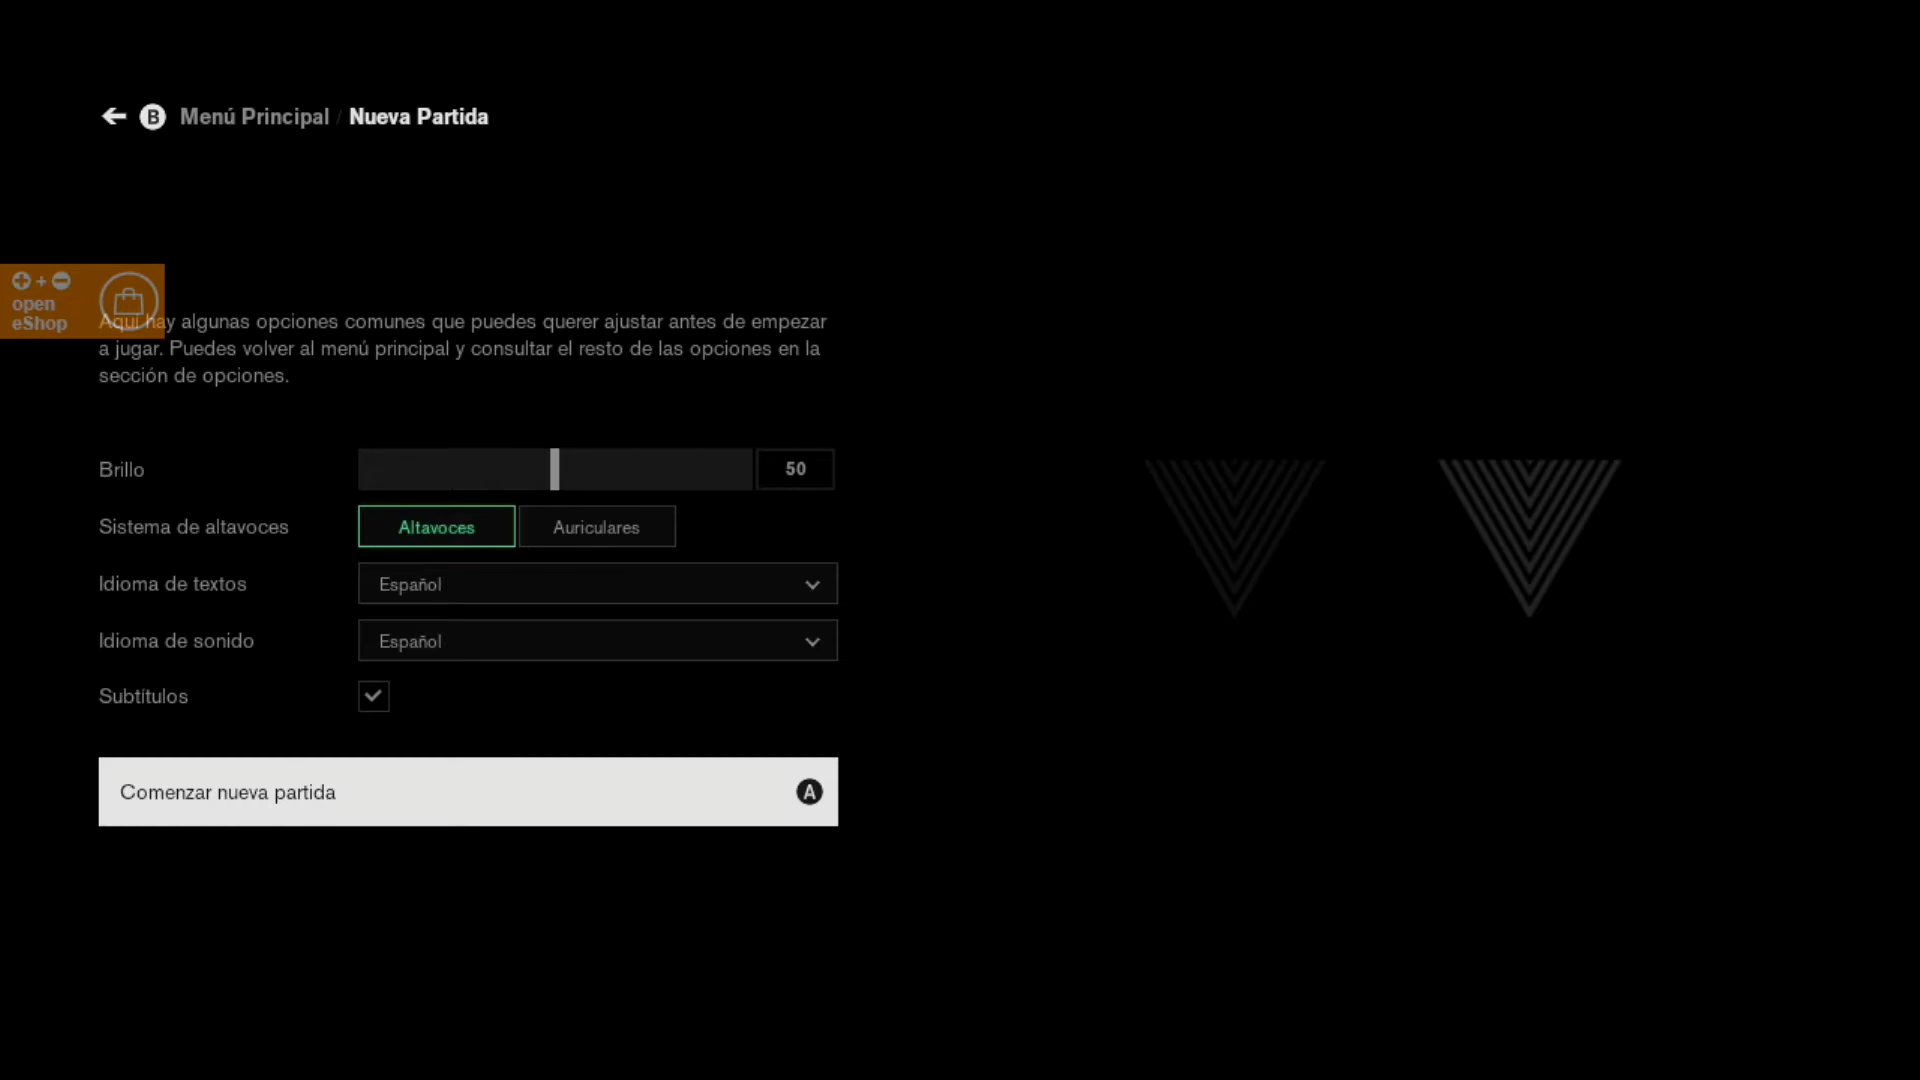 B Menú Principal / Nueva Partida
+ open
eShop
Aquí hay algunas opciones comunes que puedes querer ajustar antes de empezar
a jugar. Puedes volver al menú principal y consultar el resto de las opciones en la
sección de opciones.
Brillo 50
Sistema de altavoces Altavoces Auriculares
Idioma de textos Español
Idioma de sonido Español
Subtítulos
Comenzar nueva partida A